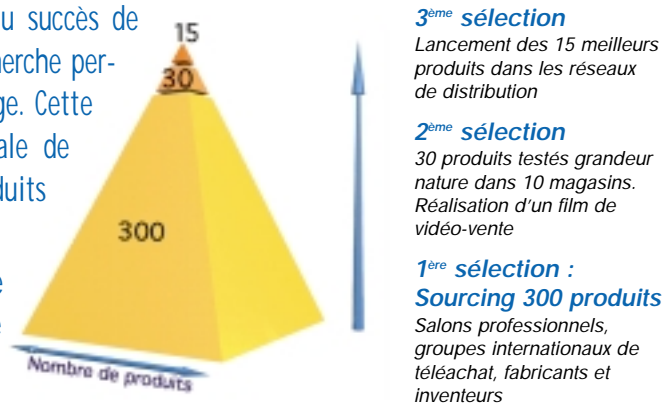 u succès de
herche per-
ge. Cette
ale de
duits
e
e
15
30
300
Nombre de produits
3ème sélection
Lancement des 15 meilleurs
produits dans les réseaux
de distribution
2ème sélection
30 produits testés grandeur
nature dans 10 magasins.
Réalisation d'un film de
vidéo-vente
1ère sélection :
Sourcing 300 produits
Salons professionnels,
groupes internationaux de
téléachat, fabricants et
inventeurs